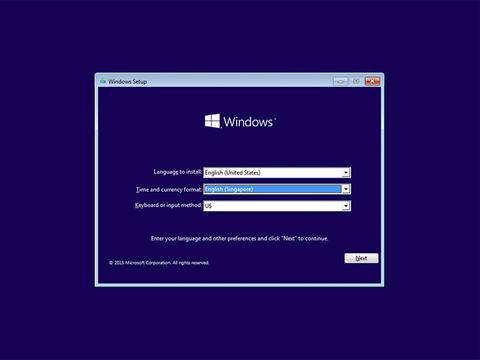 Windows Setup
Windows
Language to install: English (United States)
Time and currency format: English (Singapore)
Keyboard or input method: US
Enter your language and other preferences and click "Next" to continue.
© 2015 Microsoft Corporation. All rights reserved.
Next